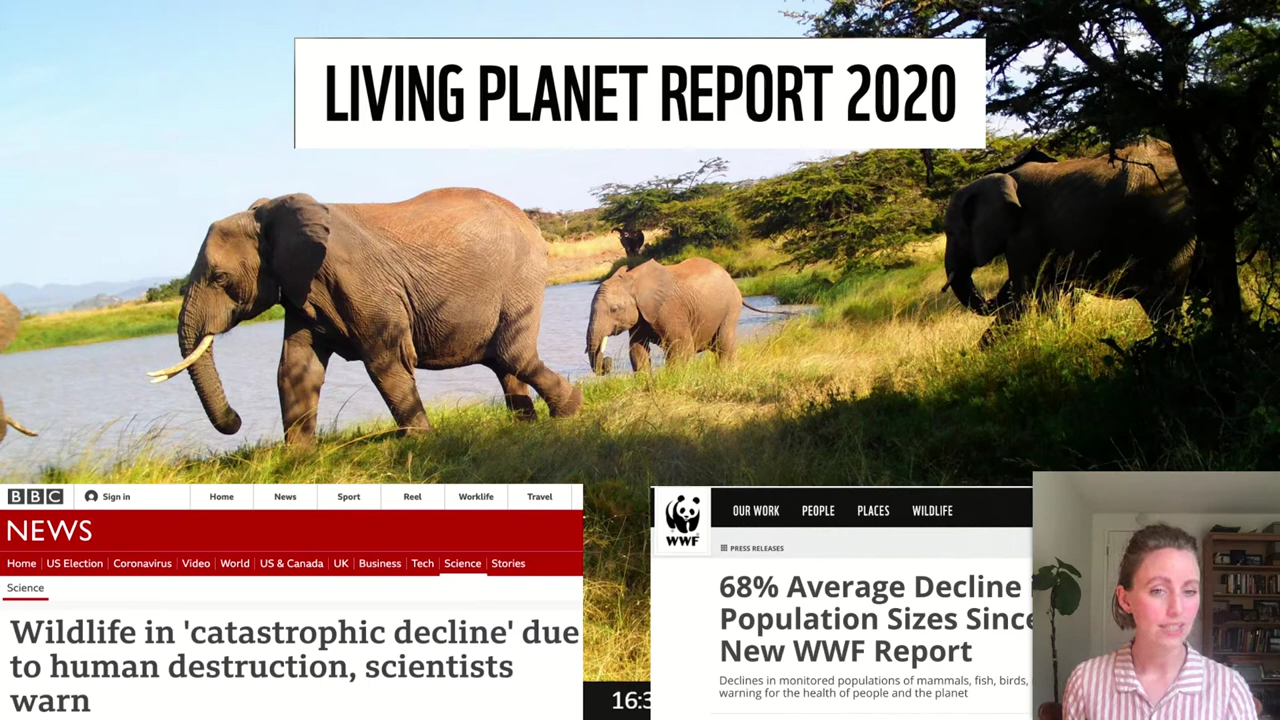 LIVING PLANET REPORT 2020
BBC Sign in Home News Sport Reel Worklife Travel
NEWS
Home US Election Coronavirus Video World US & Canada UK Business Tech Science Stories
Science
Wildlife in 'catastrophic decline' due
to human destruction, scientists
warn
16:3
WWF
OUR WORK PEOPLE PLACES WILDLIFE
PRESS RELEASES
68% Average Decline
Population Sizes Since
New WWF Report
Declines in monitored populations of mammals, fish, birds,
warning for the health of people and the planet